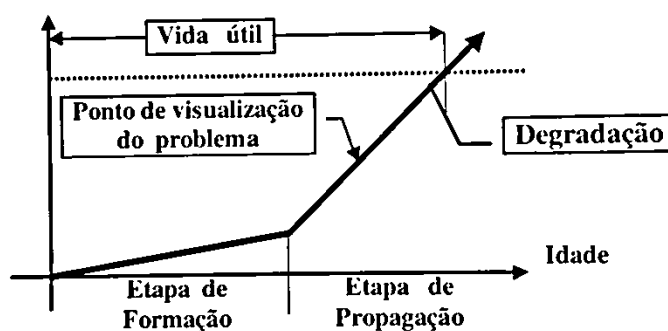 Vida útil
Ponto de visualização
do problema
Degradação
Idade
Etapa de
Formação
Etapa de
Propagação